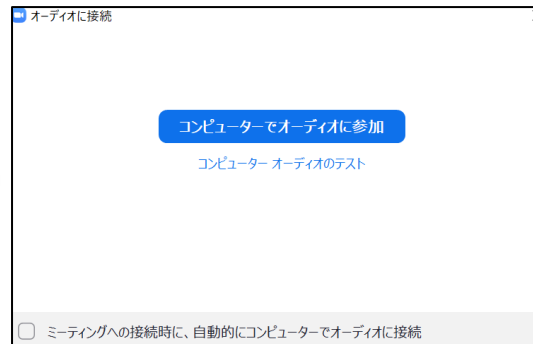 オーディオに接続
コンピューターでオーディオに参加
コンピューター オーディオのテスト
ミーティングへの接続時に、自動的にコンピューターでオーディオに接続